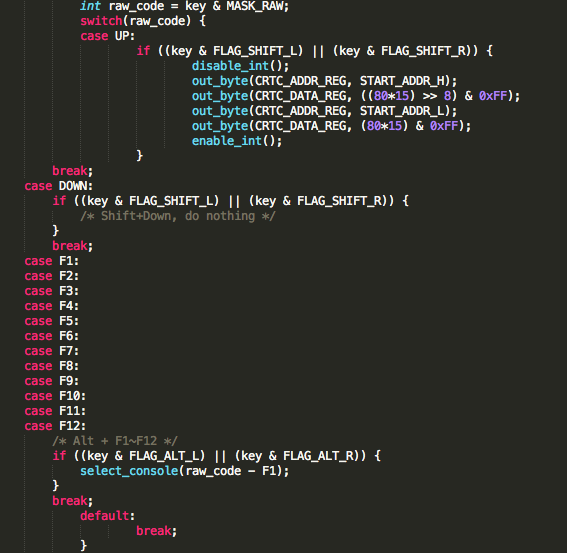 int raw_code = key & MASK_RAW;
switch(raw_code) {
case UP:
if ((key & FLAG_SHIFT_L) || (key & FLAG_SHIFT_R)) {
disable_int();
out_byte(CRTC_ADDR_REG, START_ADDR_H);
out_byte(CRTC_DATA_REG, ((80*15) >> 8) & 0xFF);
out_byte(CRTC_ADDR_REG, START_ADDR_L);
out_byte(CRTC_DATA_REG, (80*15) & 0xFF);
enable_int();
}
break;
case DOWN:
if ((key & FLAG_SHIFT_L) || (key & FLAG_SHIFT_R)) {
/* Shift+Down, do nothing */
}
break;
case F1:
case F2:
case F3:
case F4:
case F5:
case F6:
case F7:
case F8:
case F9:
case F10:
case F11:
case F12:
/* Alt + F1~F12 */
if ((key & FLAG_ALT_L) || (key & FLAG_ALT_R)) {
select_console(raw_code - F1);
}
break;
default:
break;
}